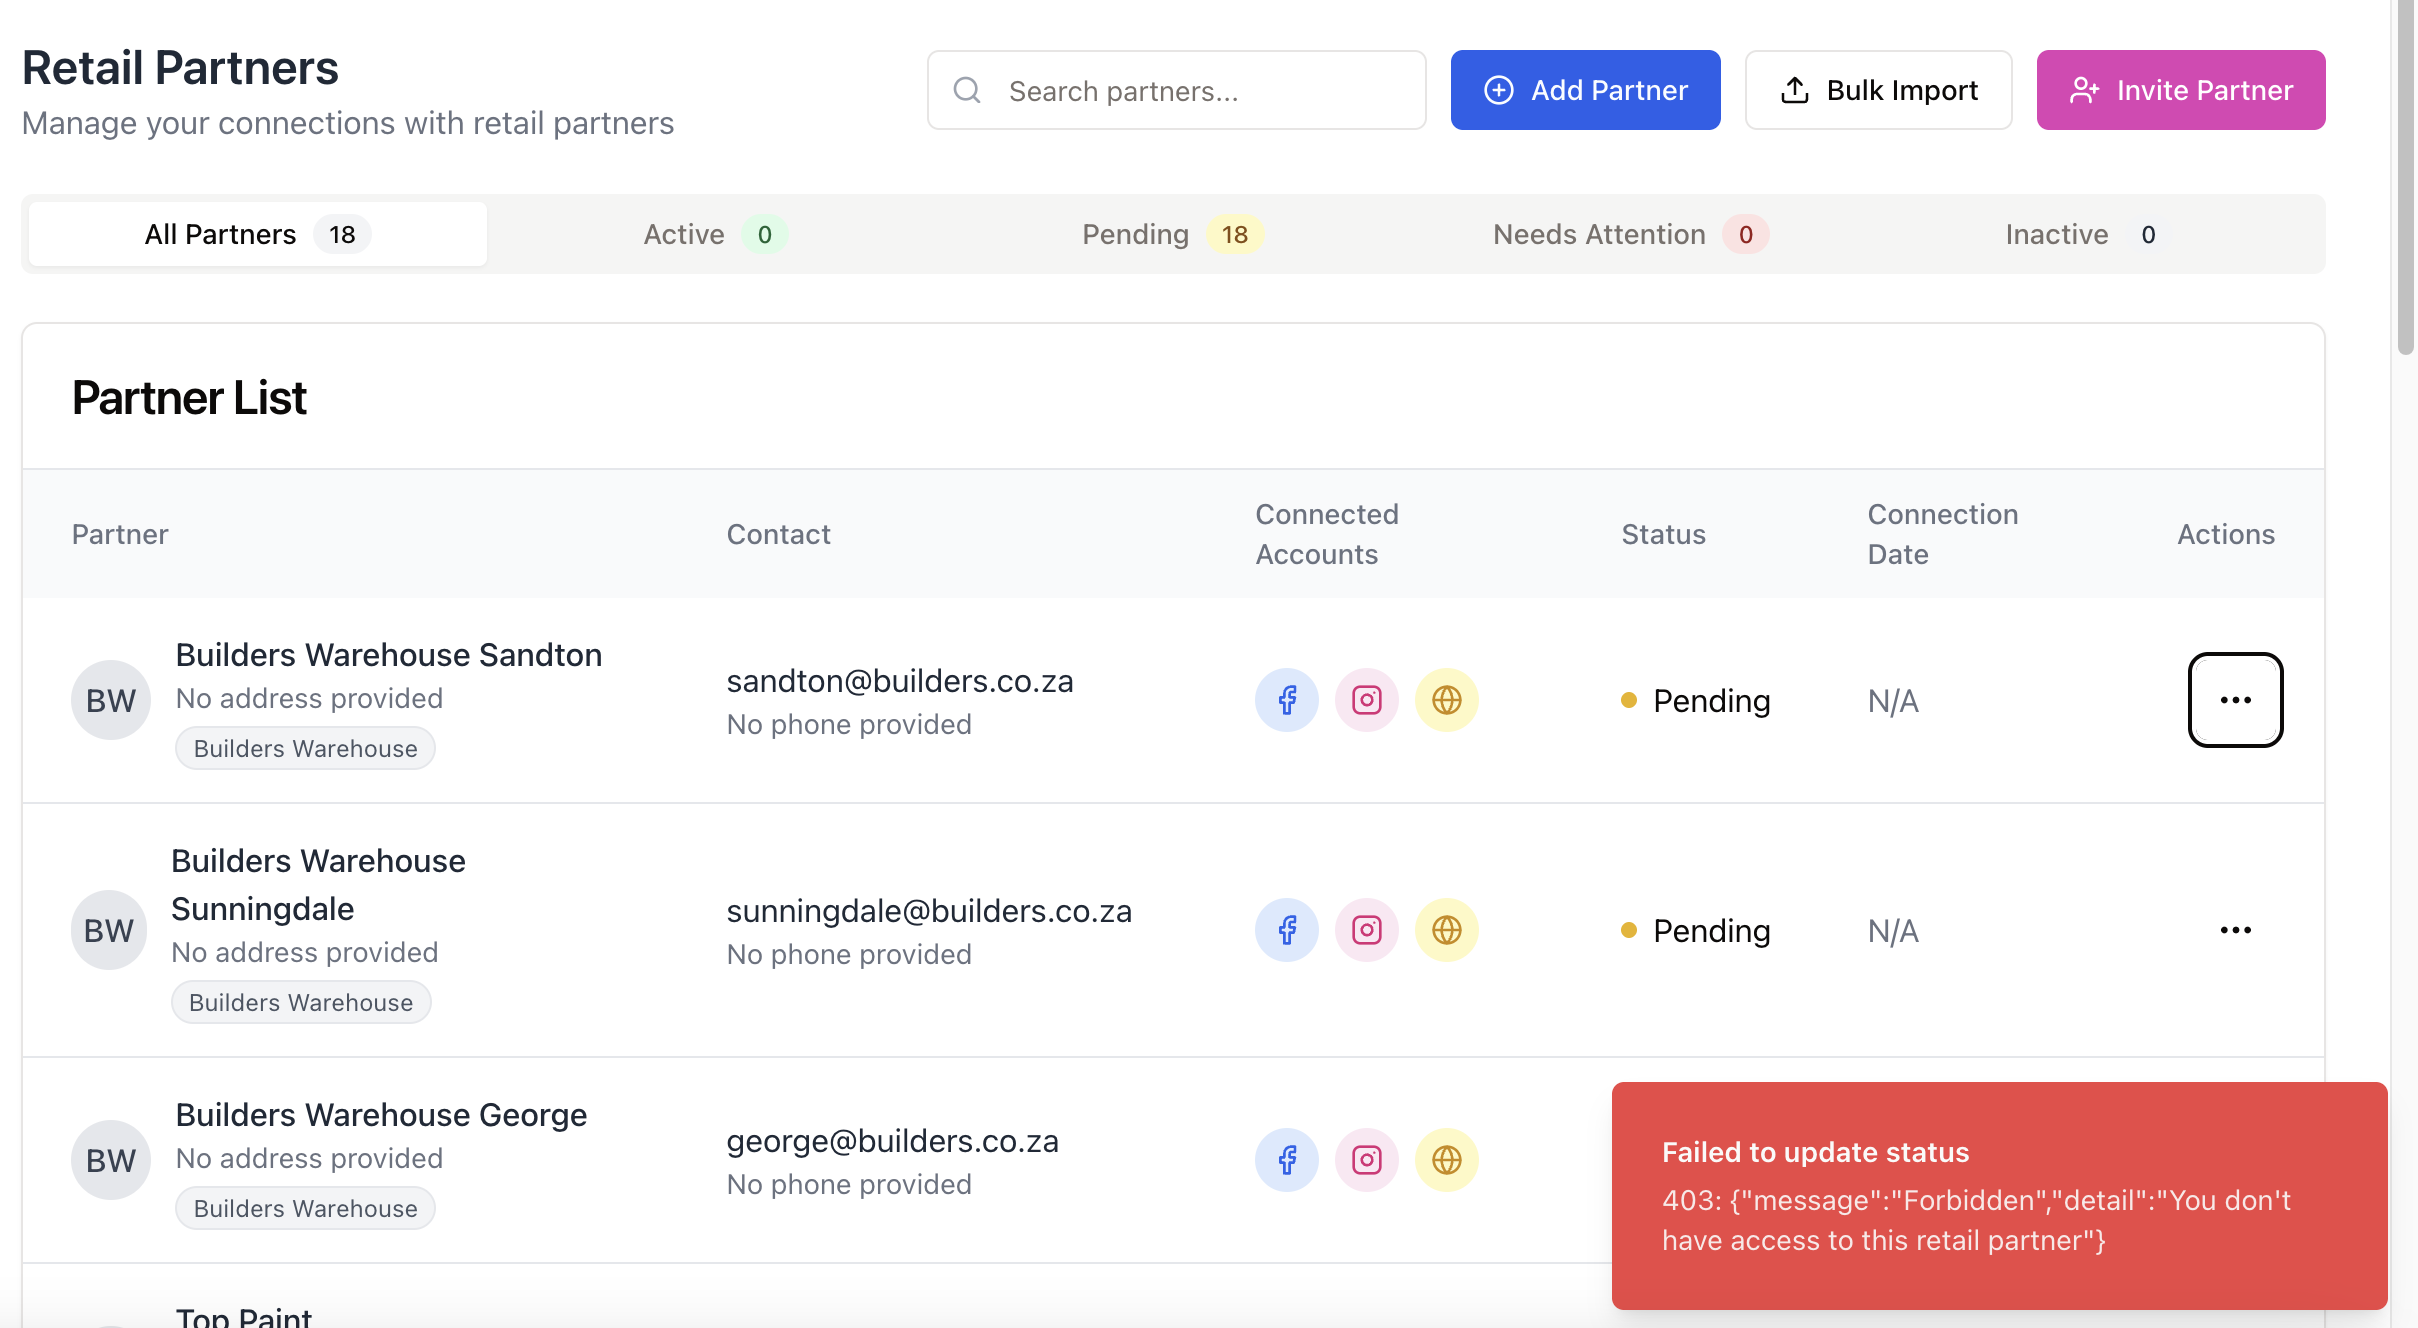 Retail Partners
Manage your connections with retail partners
Search partners...
Add Partner
Bulk Import
Invite Partner
All Partners 18
Active 0
Pending 18
Needs Attention 0
Inactive 0
Partner List
Partner
Contact
Connected
Accounts
Status
Connection
Date
Actions
BW
Builders Warehouse Sandton
No address provided
Builders Warehouse
sandton@builders.co.za
No phone provided
Pending
N/A
BW
Builders Warehouse
Sunningdale
No address provided
Builders Warehouse
sunningdale@builders.co.za
No phone provided
Pending
N/A
BW
Builders Warehouse George
No address provided
Builders Warehouse
george@builders.co.za
No phone provided
Top Paint
Failed to update status
403: {"message":"Forbidden","detail":"You don't
have access to this retail partner"}